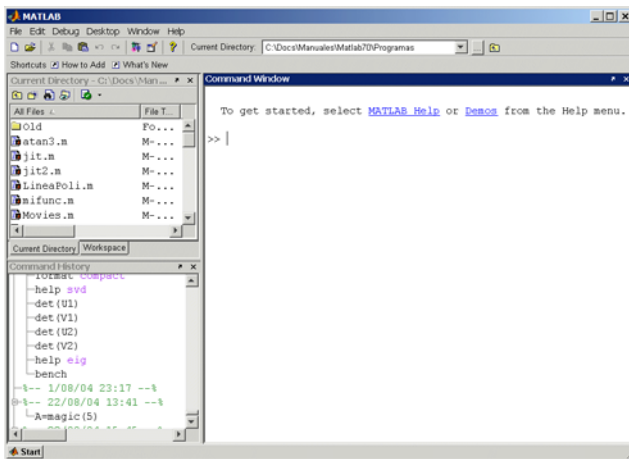 MATLAB
File Edit Debug Desktop Window Help
Current Directory: C:\Docs\Manuales\Matlab70\Programas
Shortcuts How to Add What's New
Current Directory - C:\Docs\Man...
All Files File T...
Old Fo...
atan3.m M-...
jit.m M-...
jit2.m M-...
LineaPoli.m M-...
mifunc.m M-...
Movies.m M-...
Current Directory Workspace
Command History
format compact
help svd
det(U1)
det(V1)
det(U2)
det(V2)
help eig
bench
%-- 1/08/04 23:17 --%
%-- 22/08/04 13:41 --%
A=magic(5)
Command Window
To get started, select MATLAB Help or Demos from the Help menu.
>>
Start